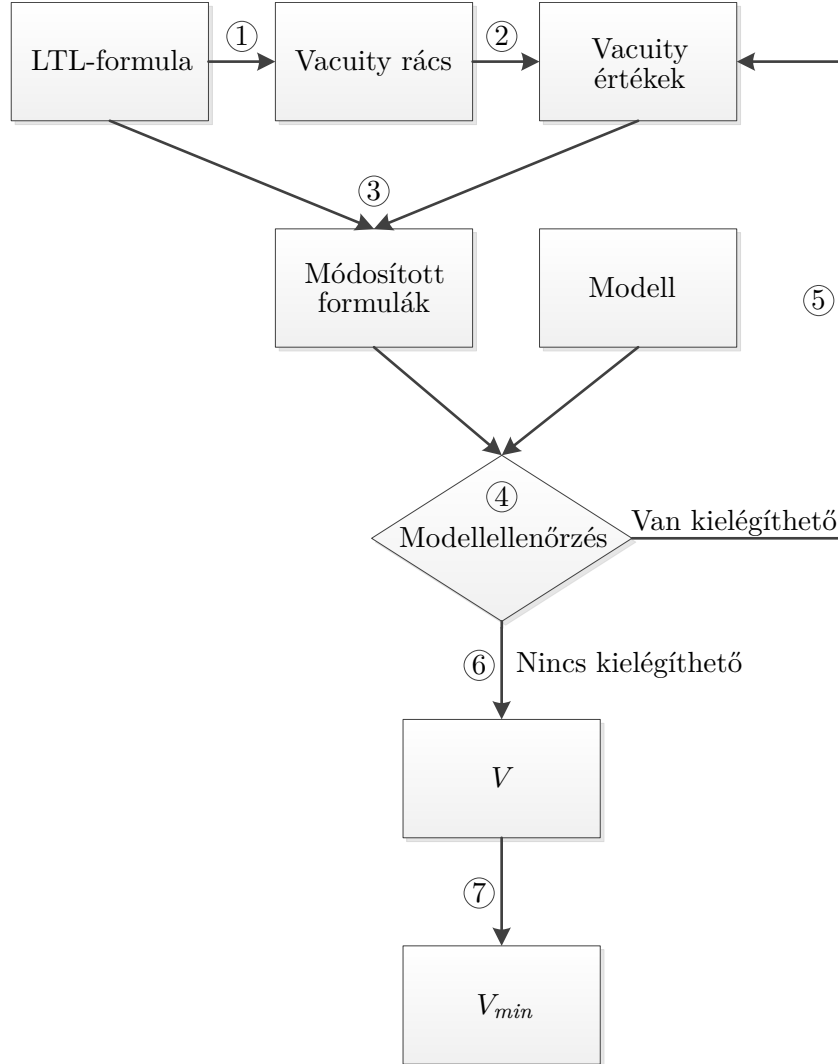 ①
②
LTL-formula
Vacuity rács
Vacuity
értékek
③
Módosított
formulák
Modell
⑤
④
Modellellenőrzés
Van kielégíthető
⑥
Nincs kielégíthető
V
⑦
Vmin